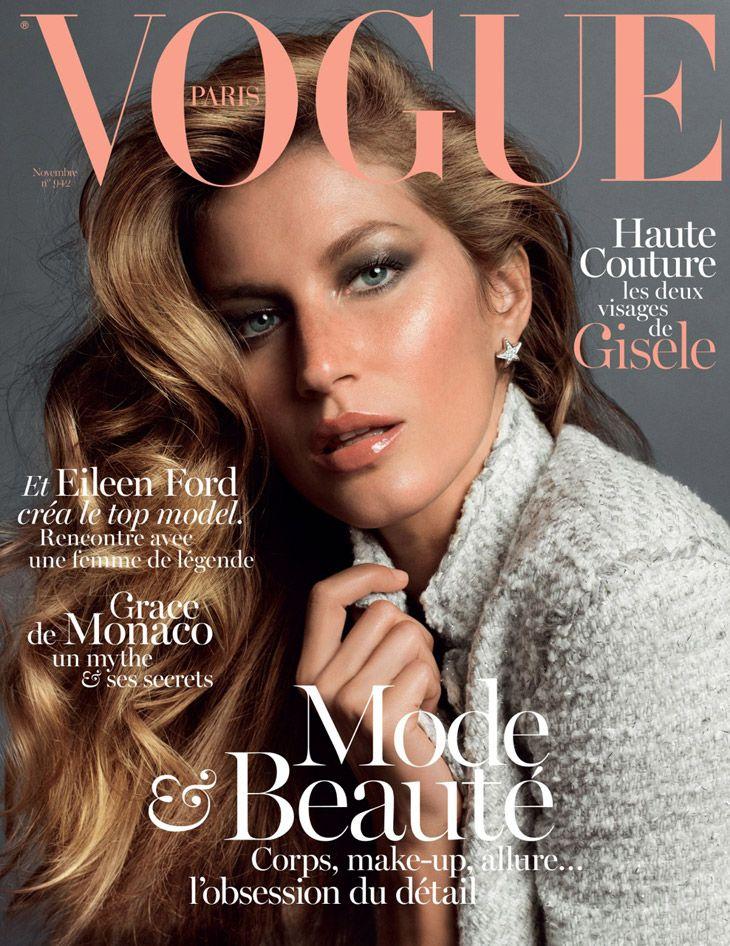 VOGUE
PARIS
Novembre
n° 942
Haute
Couture
les deux
visages
de
Gisele
Et Eileen Ford
créa le top model.
Rencontre avec
une femme de légende
Grace
de Monaco
un mythe
& ses secrets
Mode
& Beauté
Corps, make-up, allure...
l'obsession du détail